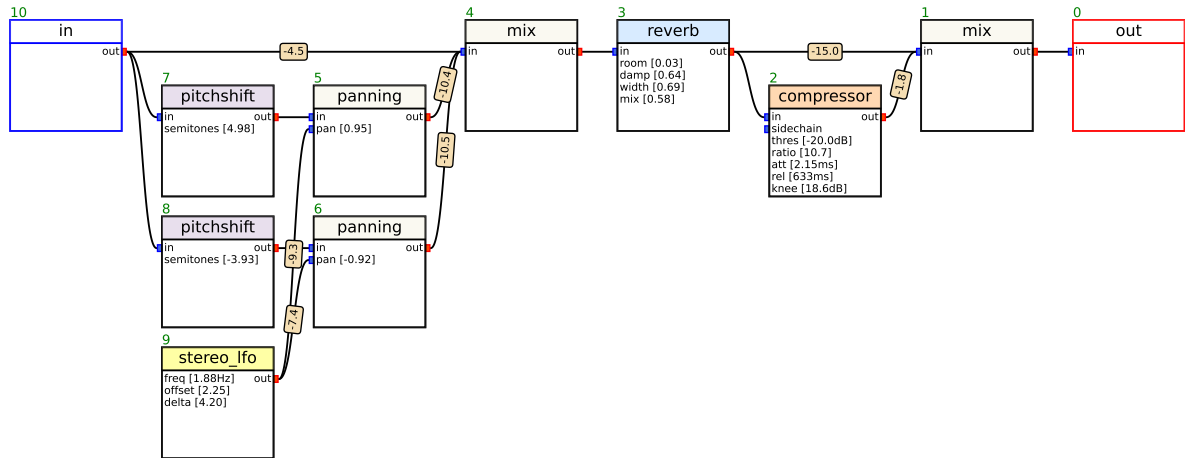 10
in
out
-4.5
7
pitchshift
in out
semitones [4.98]
8
pitchshift
in out
semitones [-3.93]
9
stereo_lfo
freq [1.88Hz] out
offset [2.25]
delta [4.20]
-9.3
-7.4
5
panning
in out
pan [0.95]
6
panning
in out
pan [-0.92]
-10.4
-10.5
4
mix
in out
3
reverb
in out
room [0.03]
damp [0.64]
width [0.69]
mix [0.58]
-15.0
2
compressor
in out
sidechain
thres [-20.0dB]
ratio [10.7]
att [2.15ms]
rel [633ms]
knee [18.6dB]
-1.8
1
mix
in out
0
out
in